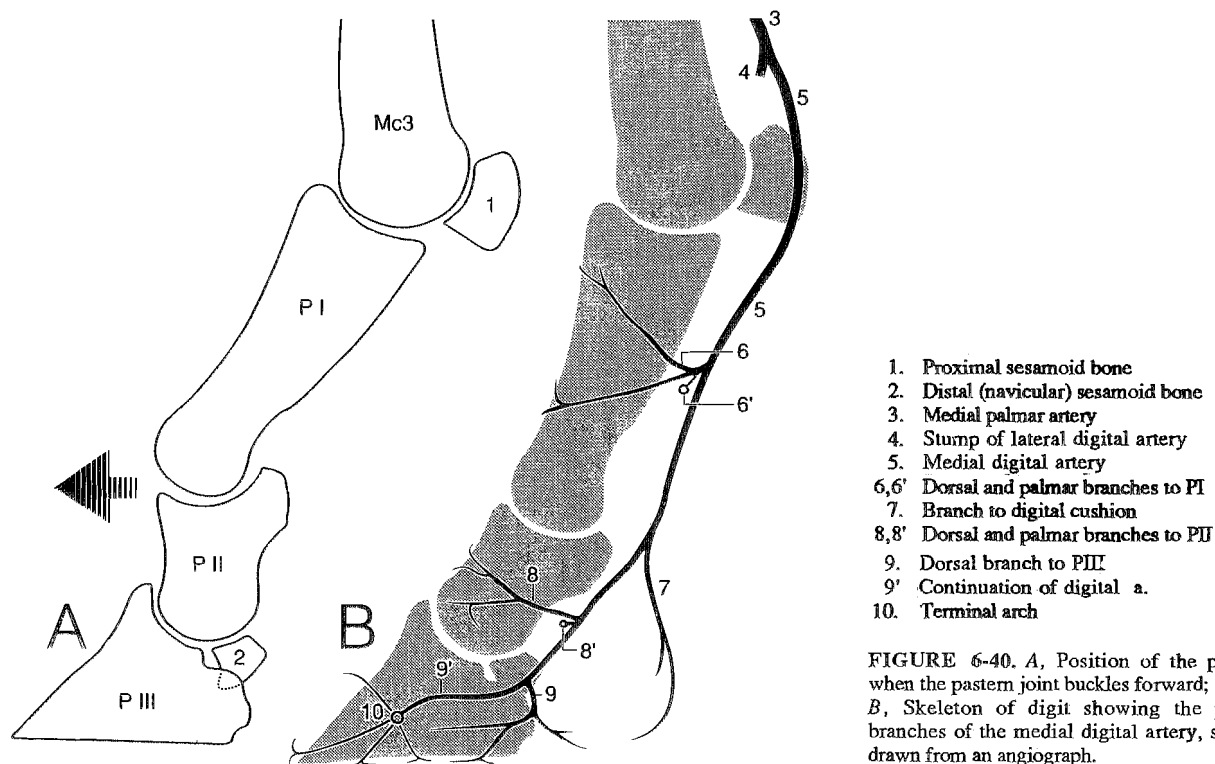 Mc3
1
P I
P II
2
P III
A
3
4
5
5
6
6'
7
8
8'
9'
9
10
B
1. Proximal sesamoid bone
2. Distal (navicular) sesamoid bone
3. Medial palmar artery
4. Stump of lateral digital artery
5. Medial digital artery
6,6' Dorsal and palmar branches to PI
7. Branch to digital cushion
8,8' Dorsal and palmar branches to PII
9. Dorsal branch to PIII
9' Continuation of digital a.
10. Terminal arch
FIGURE 6-40. A, Position of the p
when the pastern joint buckles forward;
B, Skeleton of digit showing the
branches of the medial digital artery, s
drawn from an angiograph.